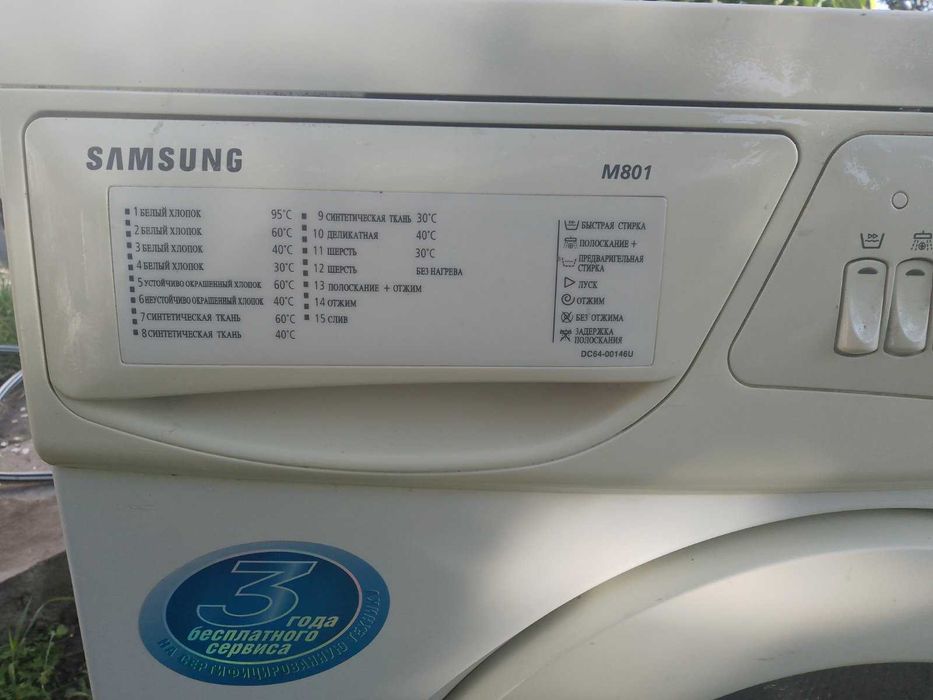 SAMSUNG
M801
1 БЕЛЫЙ ХЛОПОК 95°C
2 БЕЛЫЙ ХЛОПОК 60°C
3 БЕЛЫЙ ХЛОПОК 40°C
4 БЕЛЫЙ ХЛОПОК 30°C
5 УСТОЙЧИВО ОКРАШЕННЫЙ ХЛОПОК 60°C
6 НЕУСТОЙЧИВО ОКРАШЕННЫЙ ХЛОПОК 40°C
7 СИНТЕТИЧЕСКАЯ ТКАНЬ 60°C
8 СИНТЕТИЧЕСКАЯ ТКАНЬ 40°C
9 СИНТЕТИЧЕСКАЯ ТКАНЬ 30°C
10 ДЕЛИКАТНАЯ 40°C
11 ШЕРСТЬ 30°C
12 ШЕРСТЬ БЕЗ НАГРЕВА
13 ПОЛОСКАНИЕ + ОТЖИМ
14 ОТЖИМ
15 СЛИВ
БЫСТРАЯ СТИРКА
ПОЛОСКАНИЕ +
ПРЕДВАРИТЕЛЬНАЯ
СТИРКА
ПУСК
ОТЖИМ
БЕЗ ОТЖИМА
ЗАДЕРЖКА
ПОЛОСКАНИЯ
DC64-00146U
3 года
бесплатного
сервиса
НА СЕРТИФИЦИРОВАННУЮ ТЕХНИКУ